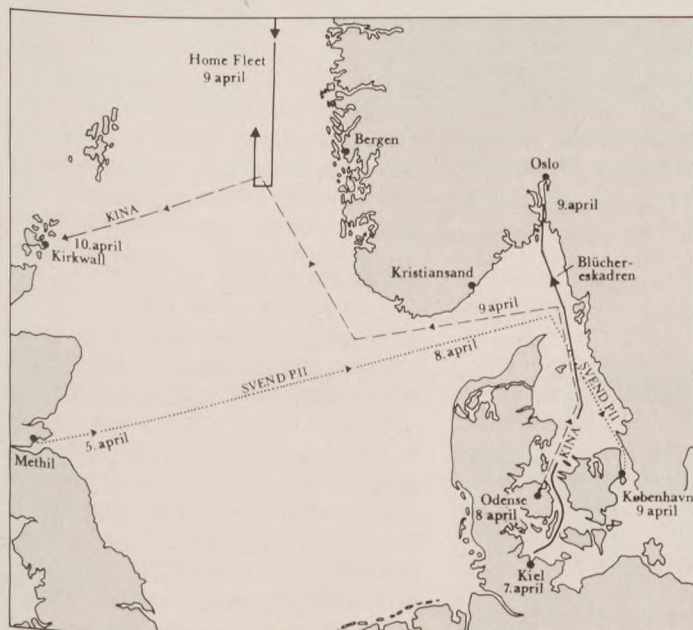 Home Fleet
9 april
Bergen
Oslo
9. april
KINA
10. april
Kirkwall
Blücher-
eskadren
Kristiansand
9 april
8. april
SVEND PII
SVEND PII
5. april
Methil
KINA
Odense
8 april
København
9 april
Kiel
7. april